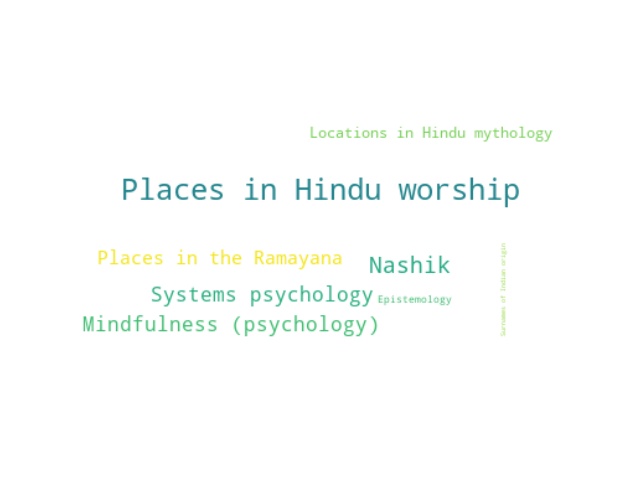 Locations in Hindu mythology
Places in Hindu worship
Places in the Ramayana
Nashik
Systems psychology
Epistemology
Mindfulness (psychology)
Surnames of Indian origin